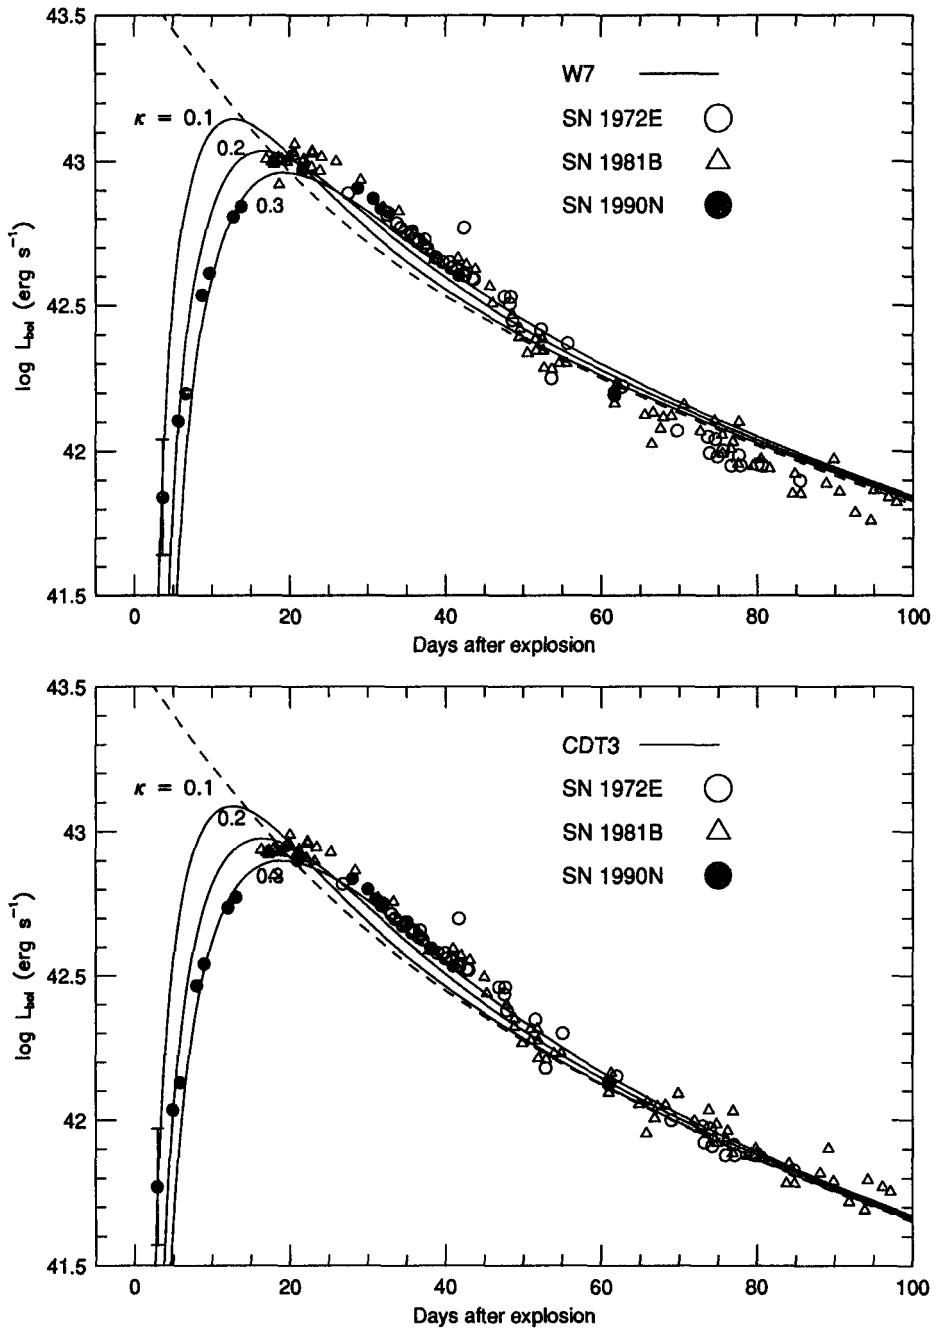 43.5
43
42.5
42
41.5
log L_bol (erg s⁻¹)
W7
SN 1972E
SN 1981B
SN 1990N
κ = 0.1
0.2
0.3
0 20 40 60 80 100
Days after explosion
43.5
43
42.5
42
41.5
log L_bol (erg s⁻¹)
CDT3
SN 1972E
SN 1981B
SN 1990N
κ = 0.1
0.2
0.3
0 20 40 60 80 100
Days after explosion